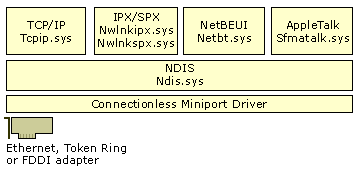 TCP/IP
Tcpip.sys
IPX/SPX
Nwlnkipx.sys
Nwlnkspx.sys
NetBEUI
Netbt.sys
AppleTalk
Sfmatalk.sys
NDIS
Ndis.sys
Connectionless Miniport Driver
Ethernet, Token Ring
or FDDI adapter